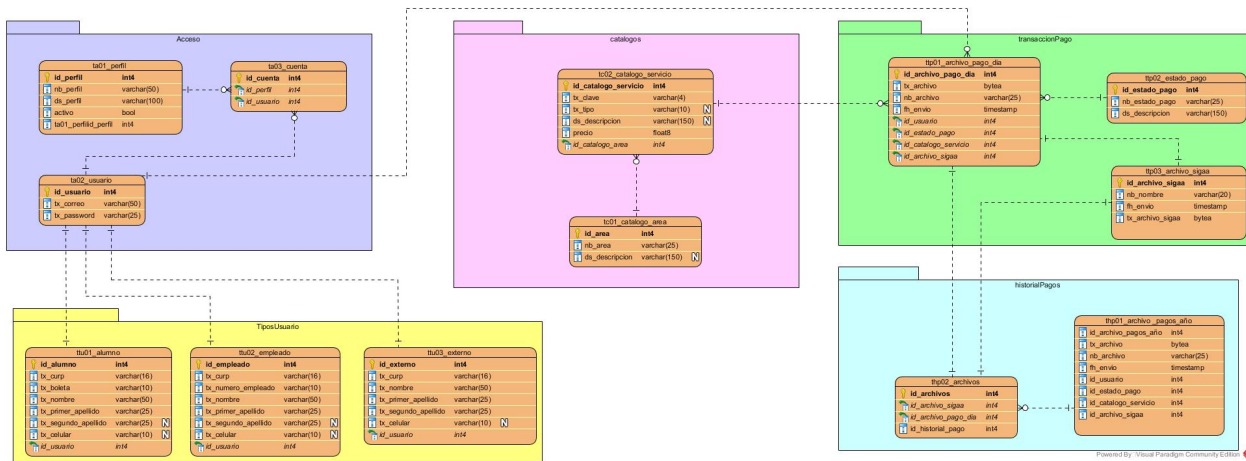 Acceso
ta01_perfil
id_perfil int4
nb_perfil varchar(50)
ds_perfil varchar(100)
activo bool
ta01_perfilid_perfil int4
ta03_cuenta
id_cuenta int4
id_perfil int4
id_usuario int4
ta02_usuario
id_usuario int4
tx_correo varchar(50)
tx_password varchar(25)
catalogos
tc02_catalogo_servicio
id_catalogo_servicio int4
tx_clave varchar(4)
tx_tipo varchar(10) N
ds_descripcion varchar(150) N
precio float8
id_catalogo_area int4
tc01_catalogo_area
id_area int4
nb_area varchar(25)
ds_descripcion varchar(150) N
transaccionPago
ttp01_archivo_pago_dia
id_archivo_pago_dia int4
tx_archivo bytea
nb_archivo varchar(25)
fh_envio timestamp
id_usuario int4
id_estado_pago int4
id_catalogo_servicio int4
id_archivo_sigaa int4
ttp02_estado_pago
id_estado_pago int4
nb_estado_pago varchar(25)
ds_descripcion varchar(150)
ttp03_archivo_sigaa
id_archivo_sigaa int4
nb_nombre varchar(20)
fh_envio timestamp
tx_archivo_sigaa bytea
TiposUsuario
ttu01_alumno
id_alumno int4
tx_curp varchar(16)
tx_boleta varchar(10)
tx_nombre varchar(50)
tx_primer_apellido varchar(25)
tx_segundo_apellido varchar(25) N
tx_celular varchar(10) N
id_usuario int4
ttu02_empleado
id_empleado int4
tx_curp varchar(16)
tx_numero_empleado varchar(10)
tx_nombre varchar(50)
tx_primer_apellido varchar(25)
tx_segundo_apellido varchar(25) N
tx_celular varchar(10) N
id_usuario int4
ttu03_externo
id_externo int4
tx_curp varchar(16)
tx_nombre varchar(50)
tx_primer_apellido varchar(25)
tx_segundo_apellido varchar(25)
tx_celular varchar(10) N
id_usuario int4
historialPagos
thp01_archivo_pagos_año
id_archivo_pagos_año int4
tx_archivo bytea
nb_archivo varchar(25)
fh_envio timestamp
id_usuario int4
id_estado_pago int4
id_catalogo_servicio int4
id_archivo_sigaa int4
thp02_archivos
id_archivos int4
id_archivo_sigaa int4
id_archivo_pago_dia int4
id_historial_pago int4
Powered By Visual Paradigm Community Edition